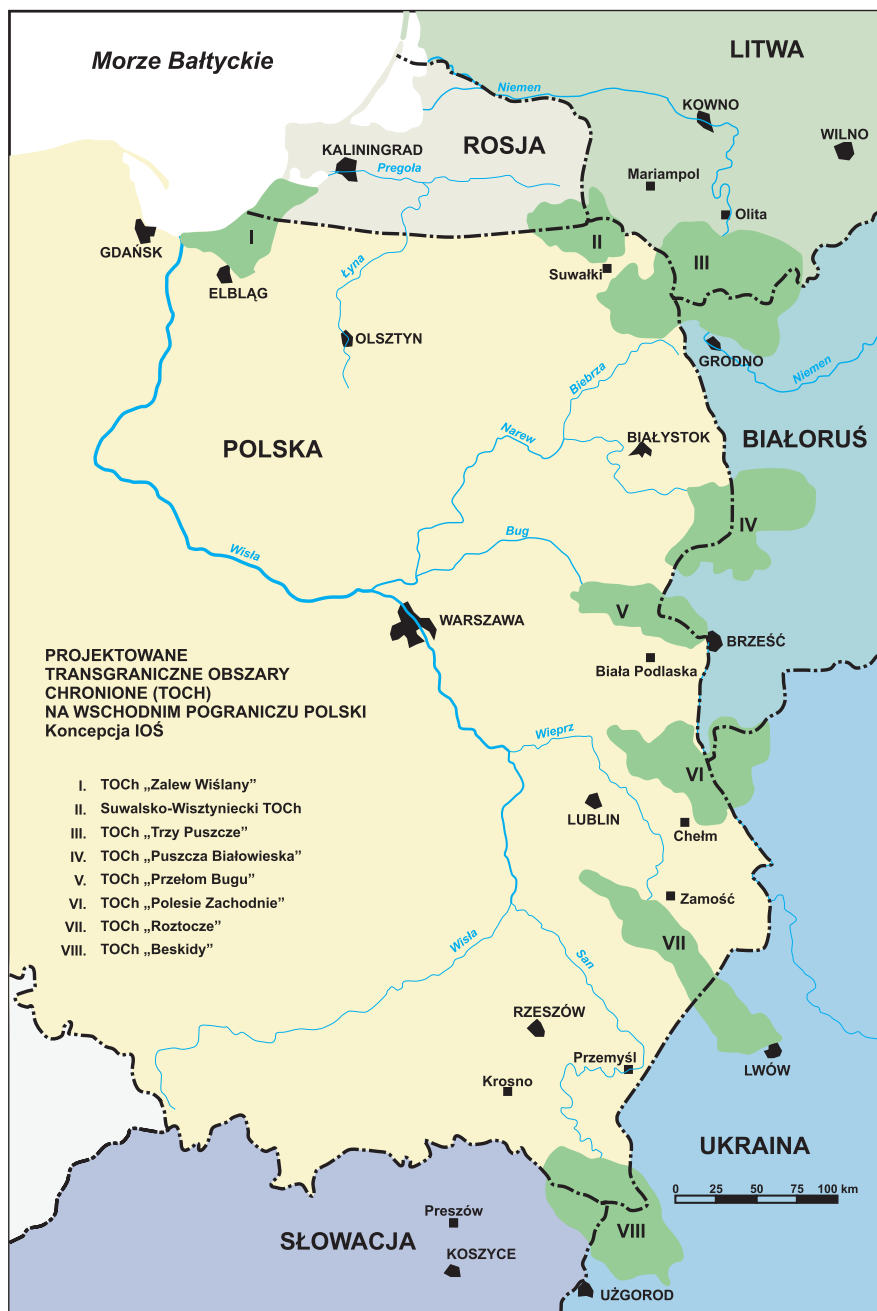 Morze Bałtyckie
LITWA
Niemen
KOWNO
WILNO
KALININGRAD
ROSJA
Pregoła
Mariampol
Olita
GDAŃSK
I
II
III
Suwałki
ELBLĄG
Łyna
OLSZTYN
GRODNO
Niemen
Biebrza
POLSKA
Narew
BIAŁYSTOK
BIAŁORUŚ
IV
Bug
Wisła
V
WARSZAWA
BRZEŚĆ
Biała Podlaska
PROJEKTOWANE
TRANSGRANICZNE OBSZARY
CHRONIONE (TOCH)
NA WSCHODNIM POGRANICZU POLSKI
Koncepcja IOŚ
I. TOCh „Zalew Wiślany”
II. Suwalsko-Wisztyniecki TOCh
III. TOCh „Trzy Puszcze”
IV. TOCh „Puszcza Białowieska”
V. TOCh „Przełom Bugu”
VI. TOCh „Polesie Zachodnie”
VII. TOCh „Roztocze”
VIII. TOCh „Beskidy”
Wieprz
VI
LUBLIN
Chełm
Zamość
VII
Wisła
San
RZESZÓW
Przemyśl
Krosno
LWÓW
UKRAINA
0 25 50 75 100 km
Preszów
SŁOWACJA
KOSZYCE
VIII
UŻGOROD